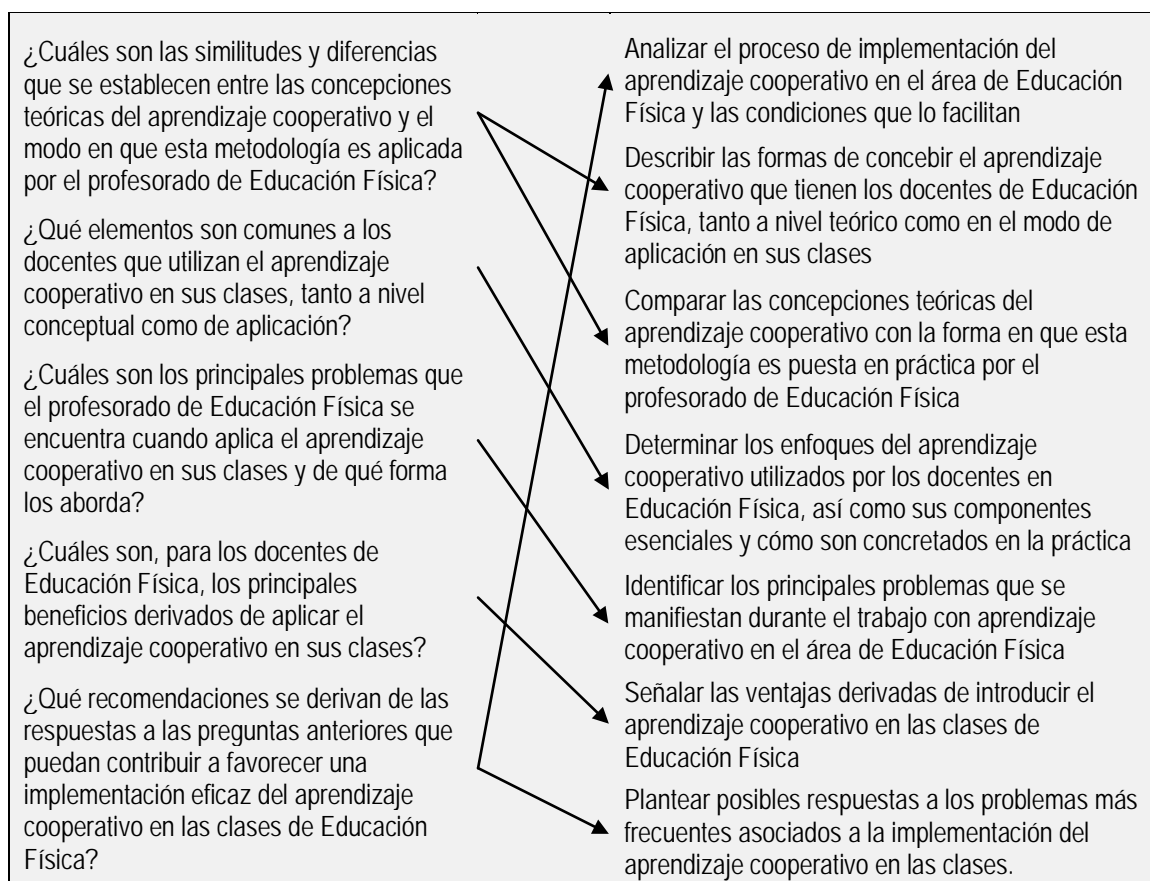 ¿Cuáles son las similitudes y diferencias
que se establecen entre las concepciones
teóricas del aprendizaje cooperativo y el
modo en que esta metodología es aplicada
por el profesorado de Educación Física?
¿Qué elementos son comunes a los
docentes que utilizan el aprendizaje
cooperativo en sus clases, tanto a nivel
conceptual como de aplicación?
¿Cuáles son los principales problemas que
el profesorado de Educación Física se
encuentra cuando aplica el aprendizaje
cooperativo en sus clases y de qué forma
los aborda?
¿Cuáles son, para los docentes de
Educación Física, los principales
beneficios derivados de aplicar el
aprendizaje cooperativo en sus clases?
¿Qué recomendaciones se derivan de las
respuestas a las preguntas anteriores que
puedan contribuir a favorecer una
implementación eficaz del aprendizaje
cooperativo en las clases de Educación
Física?
Analizar el proceso de implementación del
aprendizaje cooperativo en el área de Educación
Física y las condiciones que lo facilitan
Describir las formas de concebir el aprendizaje
cooperativo que tienen los docentes de Educación
Física, tanto a nivel teórico como en el modo de
aplicación en sus clases
Comparar las concepciones teóricas del
aprendizaje cooperativo con la forma en que esta
metodología es puesta en práctica por el
profesorado de Educación Física
Determinar los enfoques del aprendizaje
cooperativo utilizados por los docentes en
Educación Física, así como sus componentes
esenciales y cómo son concretados en la práctica
Identificar los principales problemas que se
manifiestan durante el trabajo con aprendizaje
cooperativo en el área de Educación Física
Señalar las ventajas derivadas de introducir el
aprendizaje cooperativo en las clases de
Educación Física
Plantear posibles respuestas a los problemas más
frecuentes asociados a la implementación del
aprendizaje cooperativo en las clases.